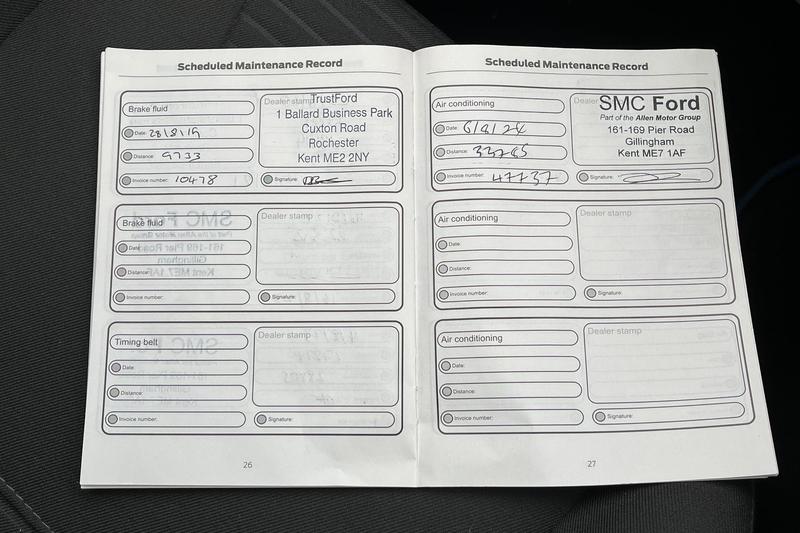 Scheduled Maintenance Record
Brake fluid
Date: 28/8/19
Distance: 9733
Invoice number: 10478
Dealer stamp
TrustFord
1 Ballard Business Park
Cuxton Road
Rochester
Kent ME2 2NY
Signature:
Brake fluid
Date:
Distance:
Invoice number:
Dealer stamp
Signature:
Timing belt
Date:
Distance:
Invoice number:
Dealer stamp
Signature:
26
Scheduled Maintenance Record
Air conditioning
Date: 6/9/24
Distance:
Invoice number: 47737
Dealer
SMC Ford
Part of the Allen Motor Group
161-169 Pier Road
Gillingham
Kent ME7 1AF
Signature:
Air conditioning
Date:
Distance:
Invoice number:
Dealer stamp
Signature:
Air conditioning
Date:
Distance:
Invoice number:
Dealer stamp
Signature:
27